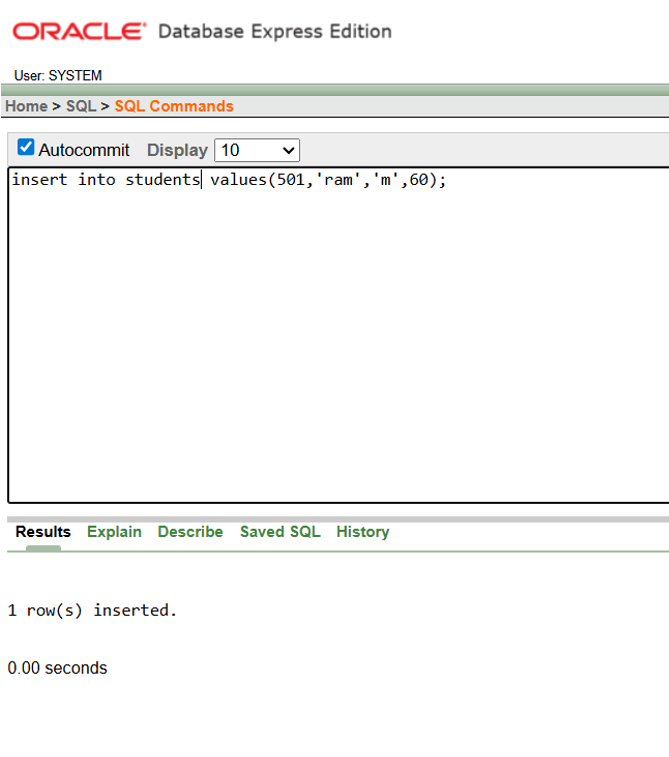 ORACLE® Database Express Edition
User: SYSTEM
Home > SQL > SQL Commands
Autocommit Display 10
insert into students values(501,'ram','m',60);
Results Explain Describe Saved SQL History
1 row(s) inserted.
0.00 seconds